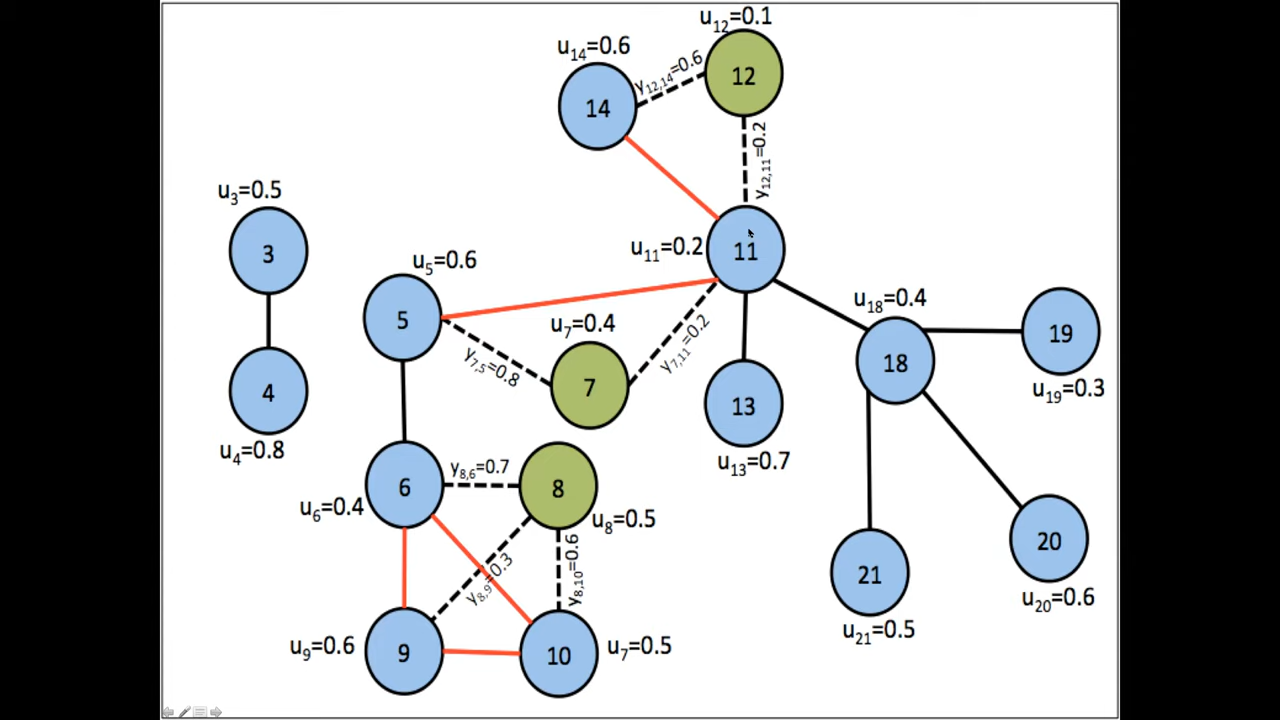 u12=0.1
u14=0.6
y12,14=0.6
12
14
y12,11=0.2
u3=0.5
3
u11=0.2
11
u5=0.6
5
u18=0.4
18
19
u19=0.3
u7=0.4
y7,5=0.8
y7,11=0.2
7
4
u4=0.8
13
u13=0.7
y8,6=0.7
6
8
u6=0.4
u8=0.5
y8,9=0.3
y8,10=0.6
20
u20=0.6
21
u21=0.5
u9=0.6
9
10
u7=0.5